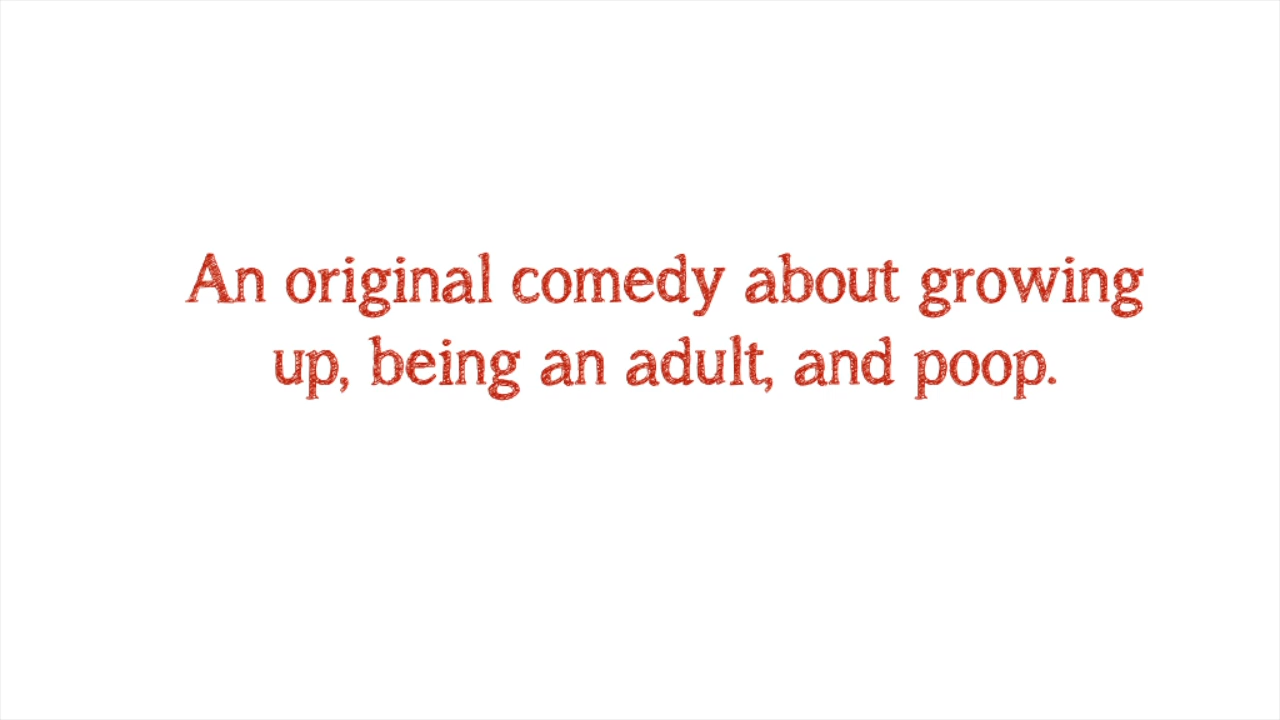 An original comedy about growing
up, being an adult, and poop.